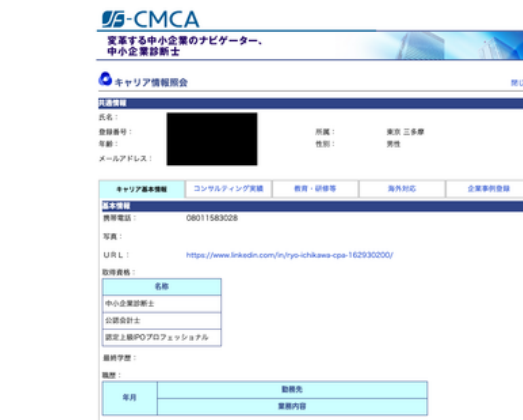 J-CMCA
変革する中小企業のナビゲーター、
中小企業診断士
キャリア情報照会
閉じ
共通情報
氏名：
登録番号：
所属：
東京 三多摩
年齢：
性別：
男性
メールアドレス：
キャリア基本情報
コンサルティング実績
教育・研修等
海外対応
企業事例登録
基本情報
携帯電話：
08011583028
写真：
ＵＲＬ：
https://www.linkedin.com/in/ryo-ichikawa-cpa-162930200/
取得資格：
名称
中小企業診断士
公認会計士
認定上級IPOプロフェッショナル
最終学歴：
職歴：
年月
勤務先
業務内容